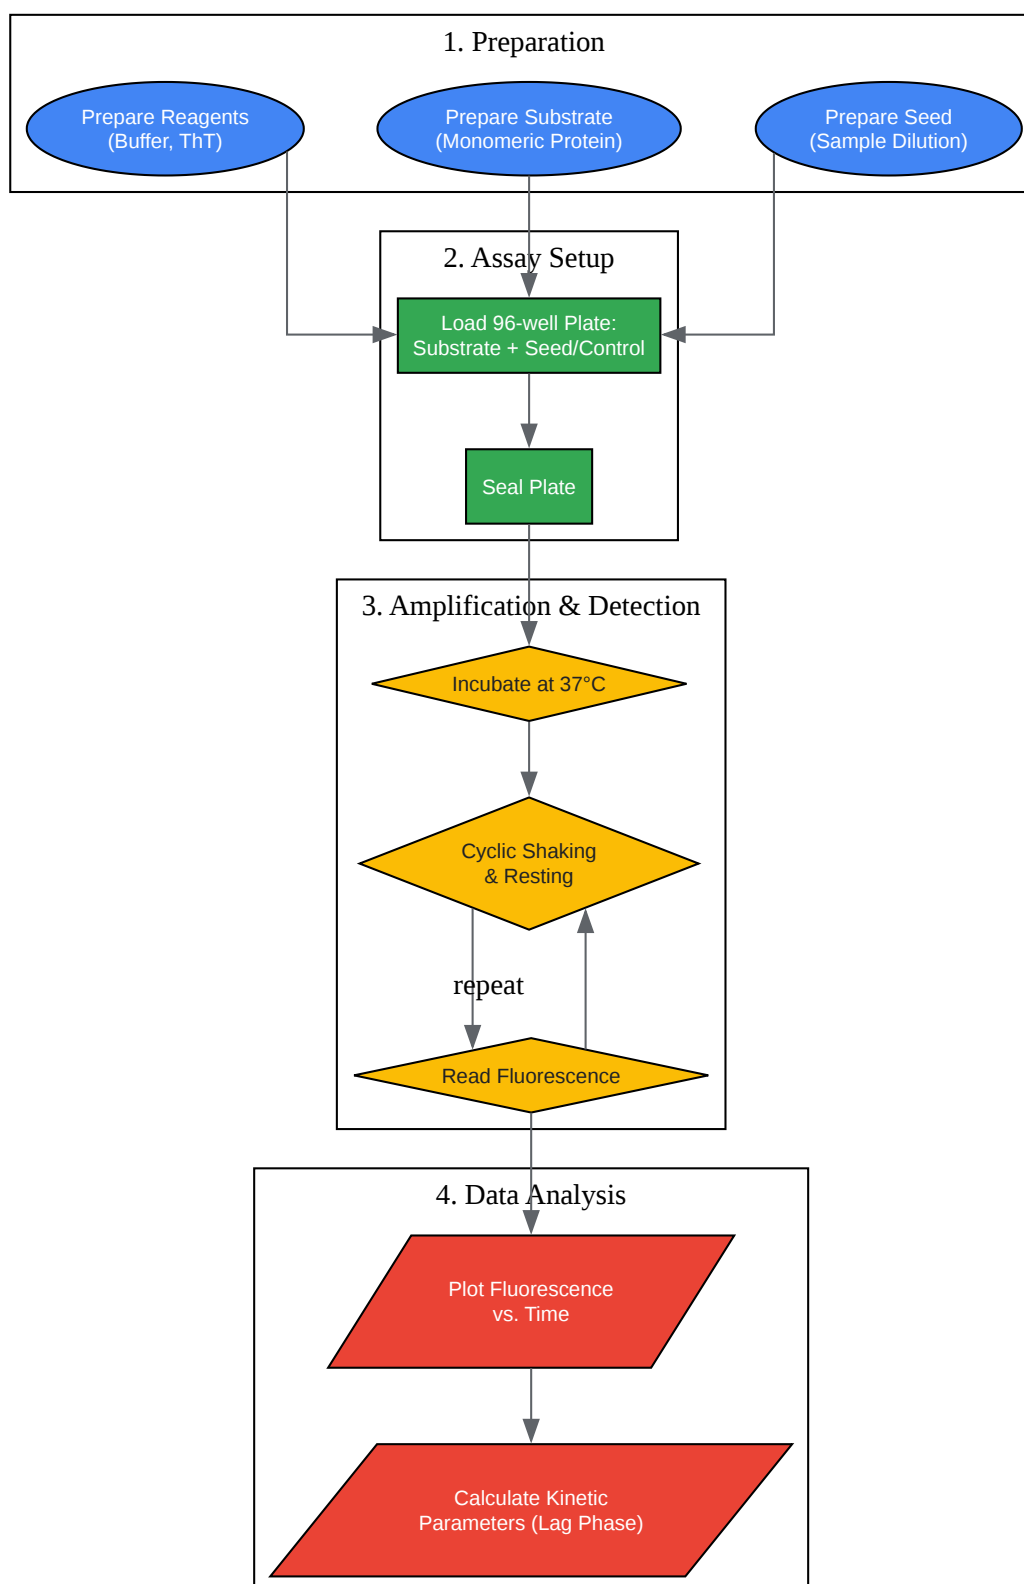 1. Preparation
Prepare Reagents
(Buffer, ThT)
Prepare Substrate
(Monomeric Protein)
Prepare Seed
(Sample Dilution)
2. Assay Setup
Load 96-well Plate:
Substrate + Seed/Control
Seal Plate
3. Amplification & Detection
Incubate at 37°C
Cyclic Shaking
& Resting
repeat
Read Fluorescence
4. Data Analysis
Plot Fluorescence
vs. Time
Calculate Kinetic
Parameters (Lag Phase)